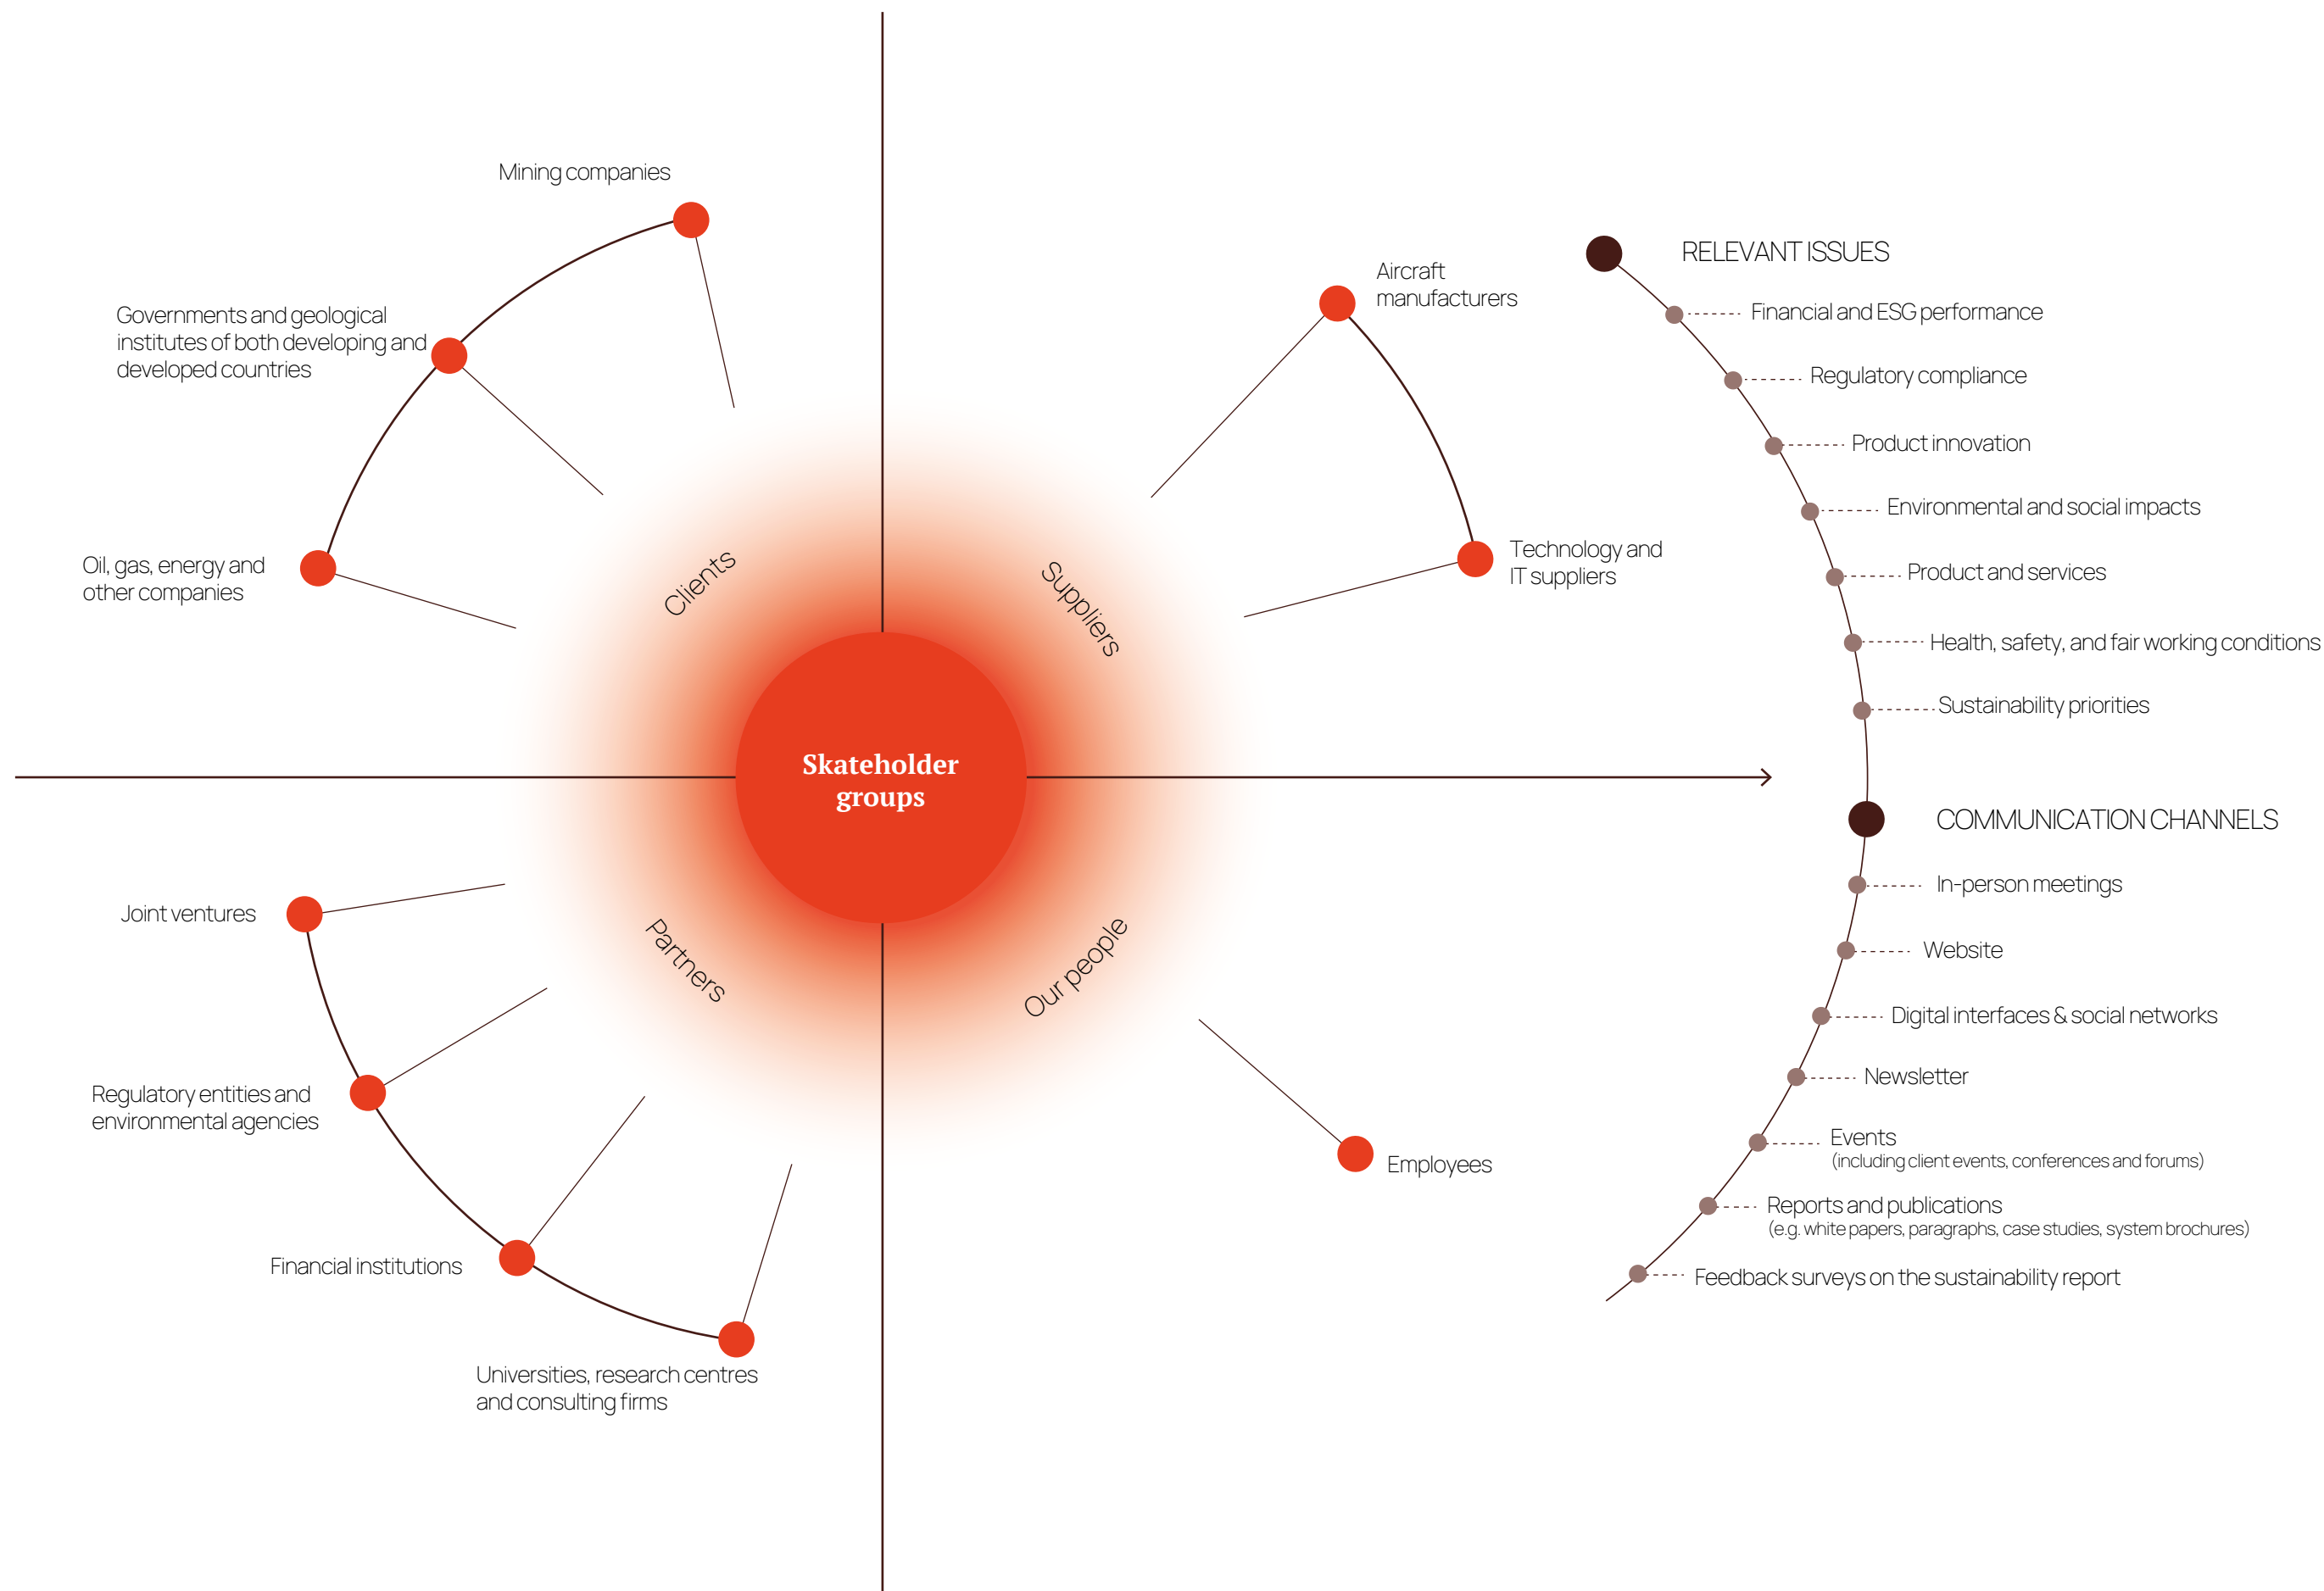 Mining companies
Governments and geological
institutes of both developing and
developed countries
Oil, gas, energy and
other companies
Clients
Suppliers
Aircraft
manufacturers
Technology and
IT suppliers
Skateholder
groups
Joint ventures
Regulatory entities and
environmental agencies
Financial institutions
Universities, research centres
and consulting firms
Partners
Our people
Employees
RELEVANT ISSUES
Financial and ESG performance
Regulatory compliance
Product innovation
Environmental and social impacts
Product and services
Health, safety, and fair working conditions
Sustainability priorities
COMMUNICATION CHANNELS
In-person meetings
Website
Digital interfaces & social networks
Newsletter
Events
(including client events, conferences and forums)
Reports and publications
(e.g. white papers, paragraphs, case studies, system brochures)
Feedback surveys on the sustainability report